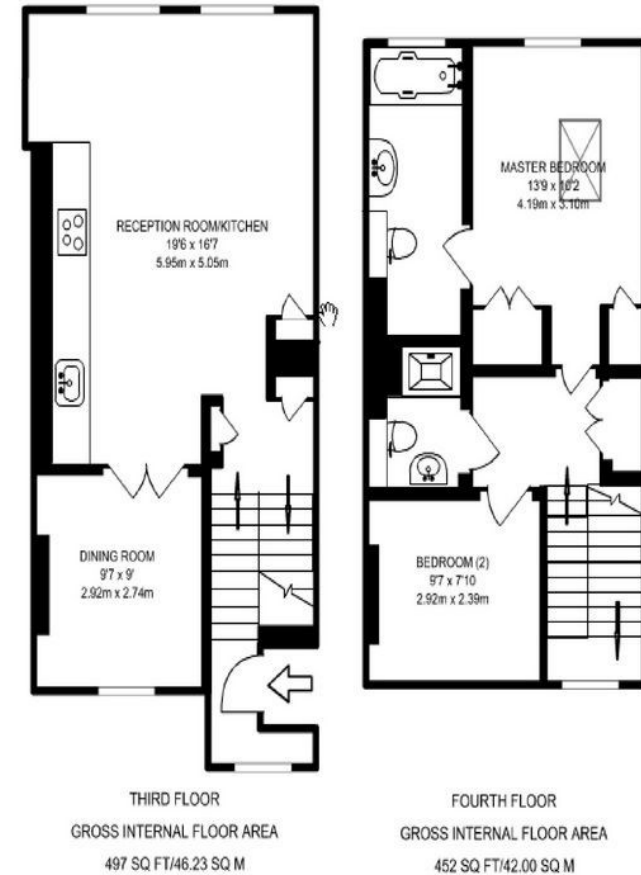 RECEPTION ROOM/KITCHEN
19'6 x 16'7
5.95m x 5.05m
DINING ROOM
9'7 x 9'
2.92m x 2.74m
THIRD FLOOR
GROSS INTERNAL FLOOR AREA
497 SQ FT/46.23 SQ M
MASTER BEDROOM
13'9 x 10'2
4.19m x 3.10m
BEDROOM (2)
9'7 x 7'10
2.92m x 2.39m
FOURTH FLOOR
GROSS INTERNAL FLOOR AREA
452 SQ FT/42.00 SQ M